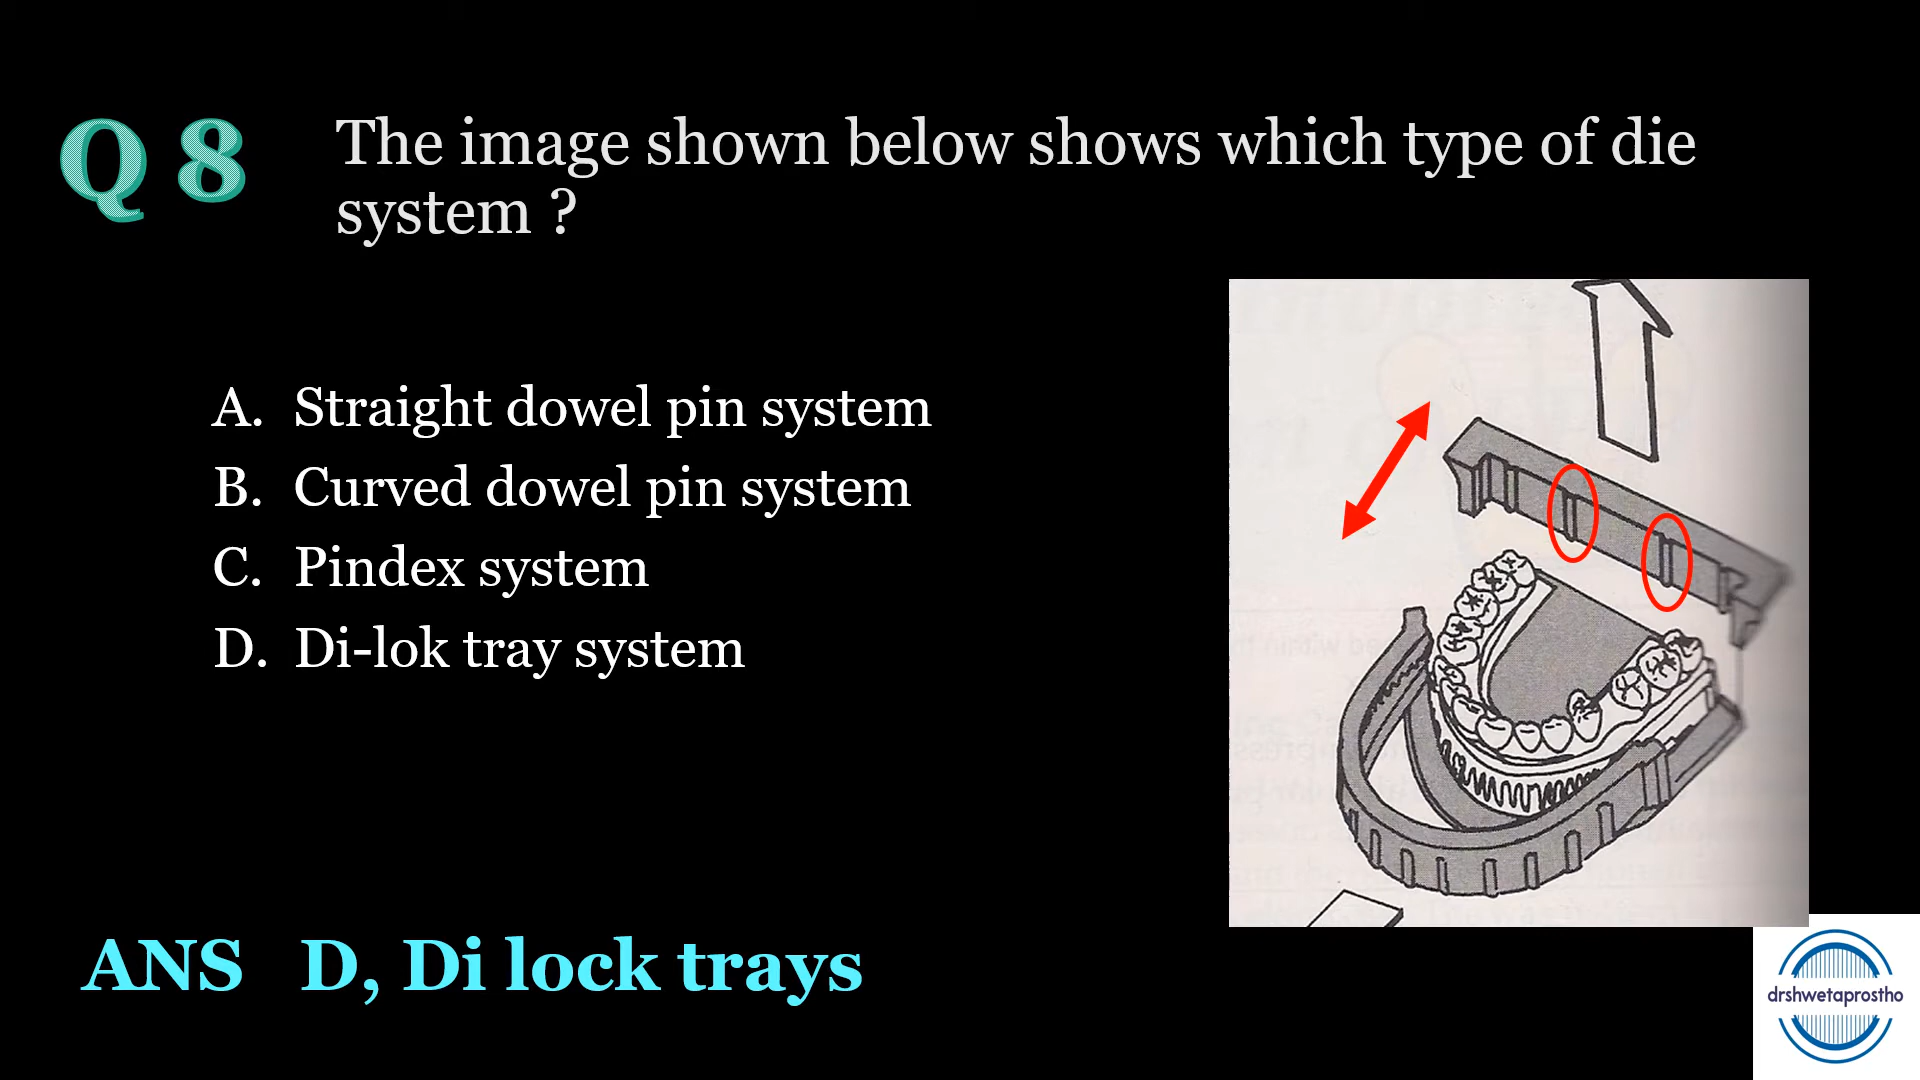 Q 8
The image shown below shows which type of die
system ?
A. Straight dowel pin system
B. Curved dowel pin system
C. Pindex system
D. Di-lok tray system
ANS D, Di lock trays
drshwetaprostho